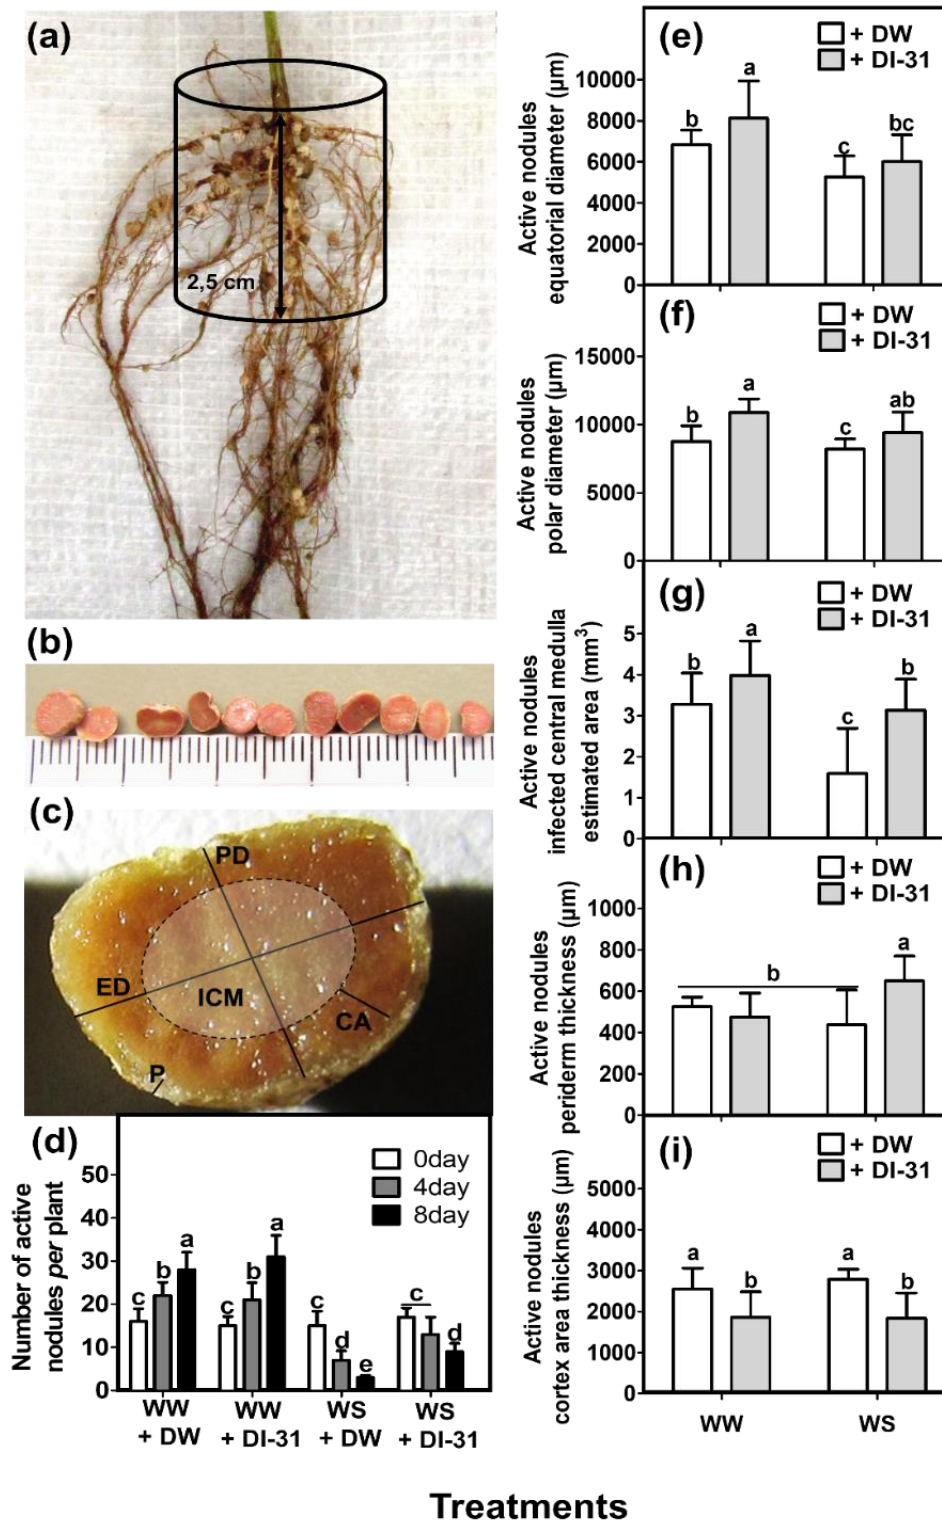 (a)
2,5 cm
(b)
(c)
PD
ED
ICM
CA
P
(d)
0day
4day
8day
Number of active
nodules per plant
50
40
30
20
10
0
c b a c b a c d e c d
WW WW WS WS
+ DW + DI-31 + DW + DI-31
(e)
+ DW
+ DI-31
Active nodules
equatorial diameter (µm)
10000
8000
6000
4000
2000
0
b a c bc
(f)
+ DW
+ DI-31
Active nodules
polar diameter (µm)
15000
10000
5000
0
b a c ab
(g)
+ DW
+ DI-31
Active nodules
infected central medulla
estimated area (mm³)
5
4
3
2
1
0
b a c b
(h)
+ DW
+ DI-31
Active nodules
periderm thickness (µm)
1000
800
600
400
200
0
b a
(i)
+ DW
+ DI-31
Active nodules
cortex area thickness (µm)
5000
4000
3000
2000
1000
0
a b a b
WW WS
Treatments